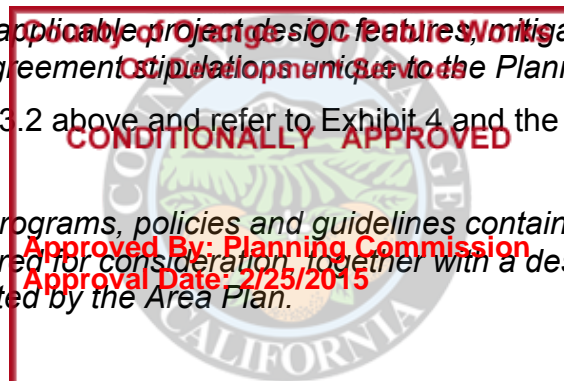 applicable project design features, mitiga
County of Orange - OC Public Works
greement stipulations unique to the Plann
OC Development Services
3.2 above and refer to Exhibit 4 and the
CONDITIONALLY APPROVED
rograms, policies and guidelines contain
Approved By: Planning Commission
red for consideration, together with a des
Approval Date: 2/25/2015
ted by the Area Plan.
COUNTY OF ORANGE
CALIFORNIA